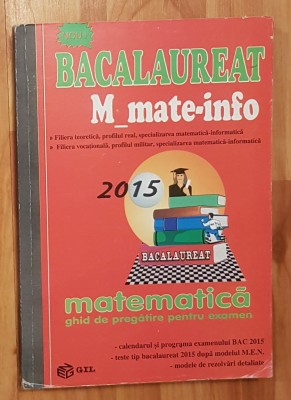 BACALAUREAT
M_mate-info
Filiera teoretică, profilul real, specializarea matematică-informatică
Filiera vocațională, profilul militar, specializarea matematică-informatică
2015
BACALAUREAT
matematică
ghid de pregătire pentru examen
- calendarul și programa examenului BAC 2015
- teste tip bacalaureat 2015 după modelul M.E.N.
- modele de rezolvări detaliate
GIL